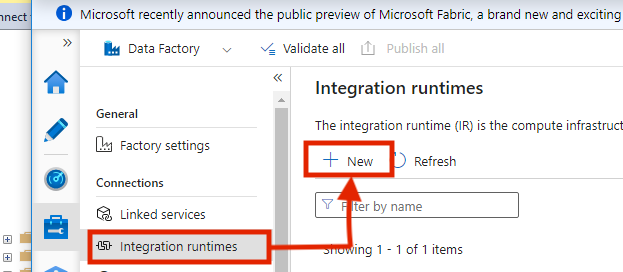 Microsoft recently announced the public preview of Microsoft Fabric, a brand new and exciting
Data Factory
Validate all
Publish all
General
Factory settings
Connections
Linked services
Integration runtimes
Integration runtimes
The integration runtime (IR) is the compute infrastruct
New
Refresh
Filter by name
Showing 1 - 1 of 1 items